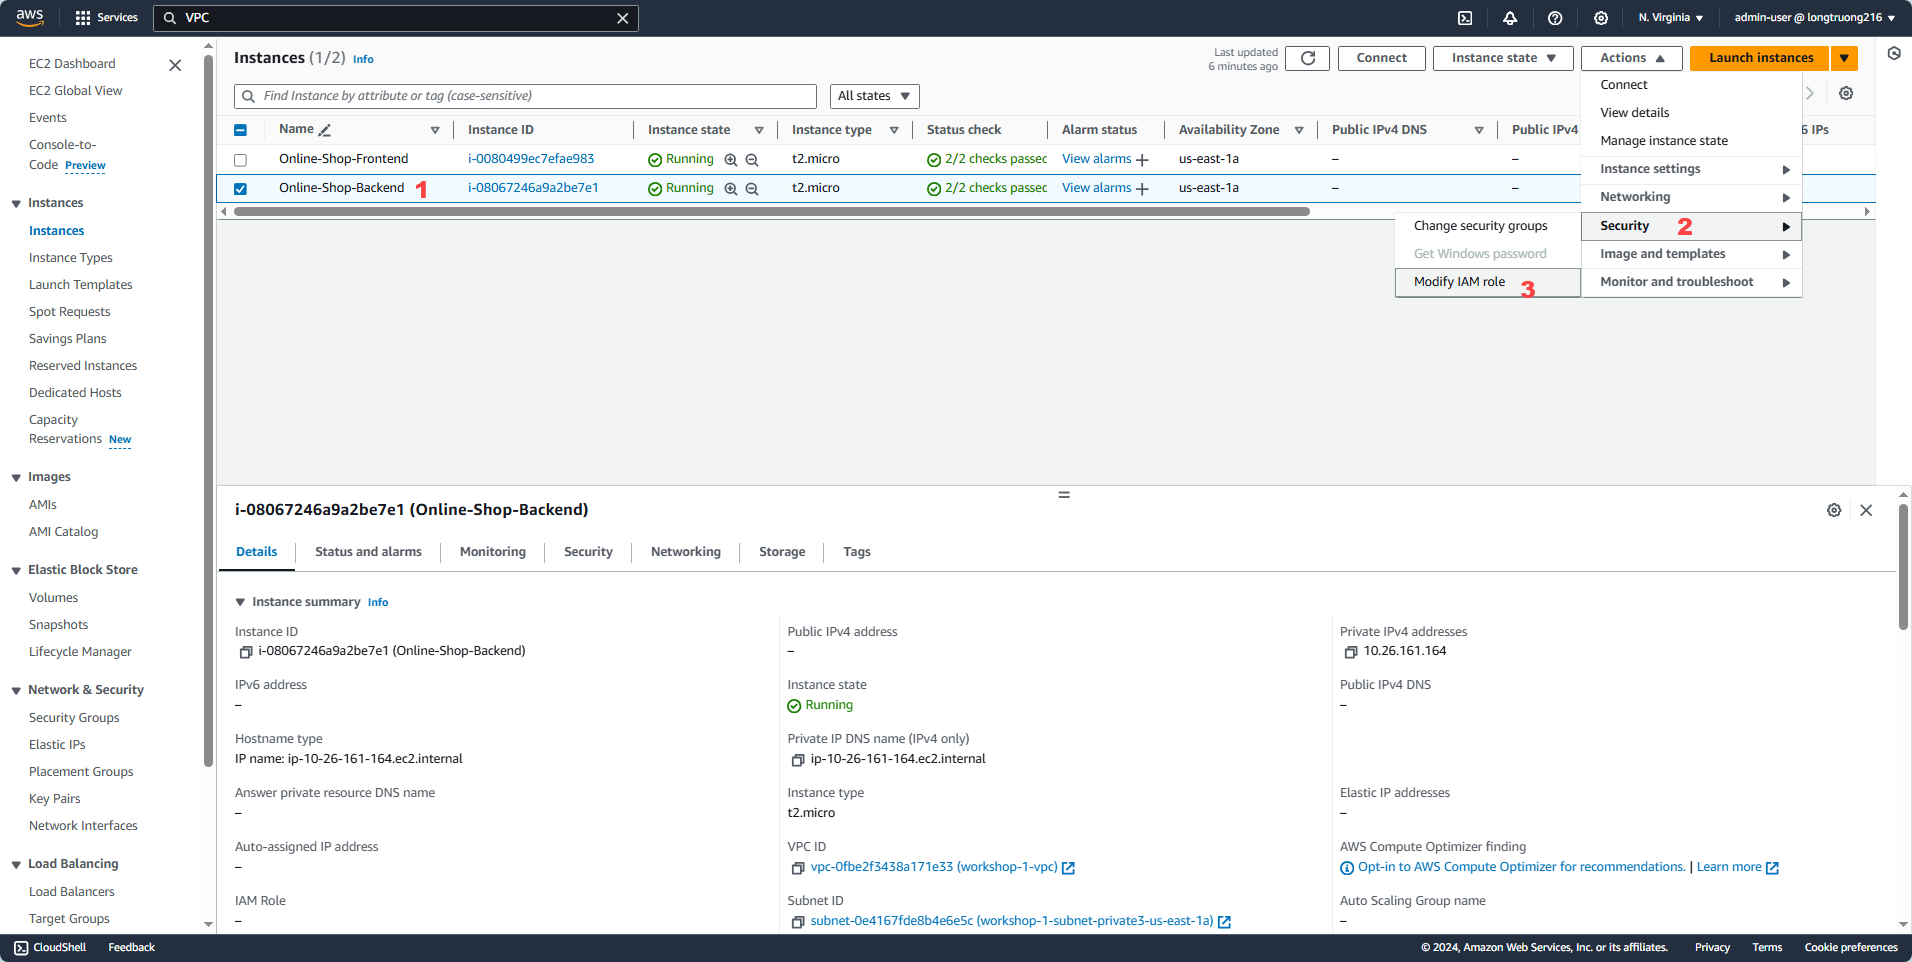 aws
Services
VPC
N. Virginia
admin-user @ longtruong216
EC2 Dashboard
EC2 Global View
Events
Console-to-
Code Preview
Instances
Instances
Instance Types
Launch Templates
Spot Requests
Savings Plans
Reserved Instances
Dedicated Hosts
Capacity
Reservations New
Images
AMIs
AMI Catalog
Elastic Block Store
Volumes
Snapshots
Lifecycle Manager
Network & Security
Security Groups
Elastic IPs
Placement Groups
Key Pairs
Network Interfaces
Load Balancing
Load Balancers
Target Groups
Instances (1/2) Info
Last updated
6 minutes ago
Connect
Instance state
Actions
Launch instances
Find Instance by attribute or tag (case-sensitive)
All states
Name Instance ID Instance state Instance type Status check Alarm status Availability Zone Public IPv4 DNS Public IPv4 IPs
Online-Shop-Frontend i-0080499ec7efae983 Running t2.micro 2/2 checks passec View alarms + us-east-1a – –
Online-Shop-Backend 1 i-08067246a9a2be7e1 Running t2.micro 2/2 checks passec View alarms + us-east-1a – –
Connect
View details
Manage instance state
Instance settings
Networking
Security 2
Image and templates
Monitor and troubleshoot
Change security groups
Get Windows password
Modify IAM role 3
i-08067246a9a2be7e1 (Online-Shop-Backend)
Details Status and alarms Monitoring Security Networking Storage Tags
Instance summary Info
Instance ID
i-08067246a9a2be7e1 (Online-Shop-Backend)
Public IPv4 address
–
Private IPv4 addresses
10.26.161.164
IPv6 address
–
Instance state
Running
Public IPv4 DNS
–
Hostname type
IP name: ip-10-26-161-164.ec2.internal
Private IP DNS name (IPv4 only)
ip-10-26-161-164.ec2.internal
Answer private resource DNS name
–
Instance type
t2.micro
Elastic IP addresses
–
Auto-assigned IP address
–
VPC ID
vpc-0fbe2f3438a171e33 (workshop-1-vpc)
AWS Compute Optimizer finding
Opt-in to AWS Compute Optimizer for recommendations. | Learn more
IAM Role
–
Subnet ID
subnet-0e4167fde8b4e6e5c (workshop-1-subnet-private3-us-east-1a)
Auto Scaling Group name
–
CloudShell Feedback
© 2024, Amazon Web Services, Inc. or its affiliates. Privacy Terms Cookie preferences